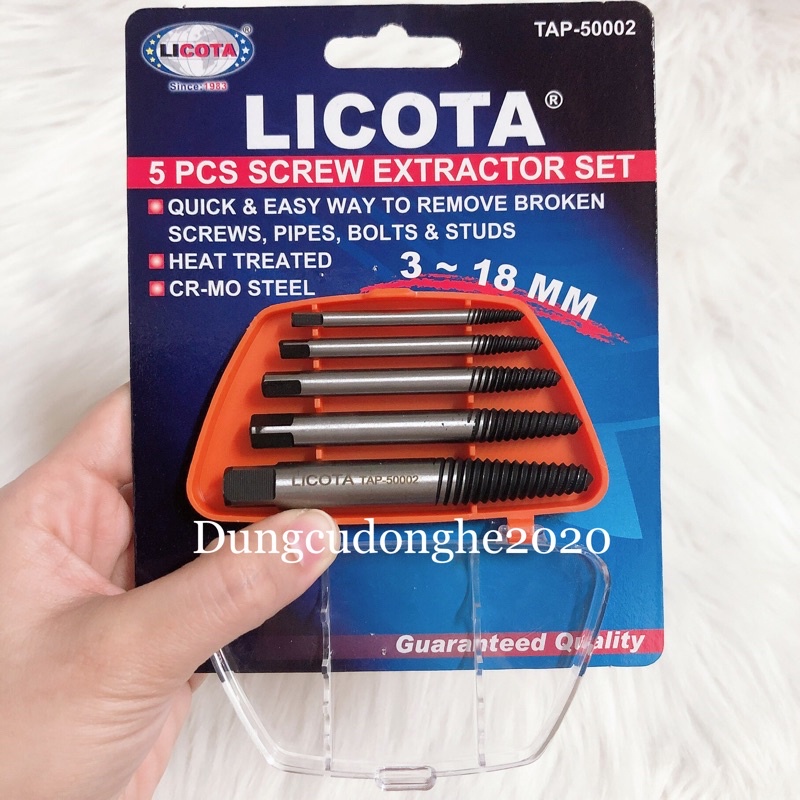 LICOTA
Since:1983
TAP-50002
LICOTA®
5 PCS SCREW EXTRACTOR SET
QUICK & EASY WAY TO REMOVE BROKEN
SCREWS, PIPES, BOLTS & STUDS
HEAT TREATED
CR-MO STEEL
3 ~ 18 MM
LICOTA TAP-50002
Dungcudonghe2020
Guaranteed Quality